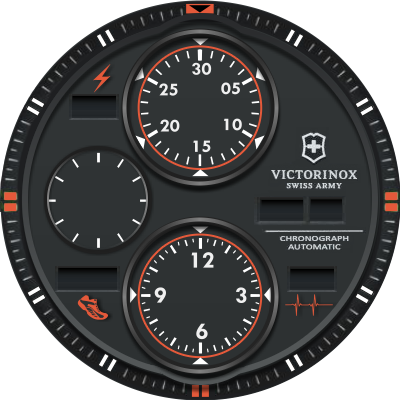 30
25 05
20 10
15
VICTORINOX
SWISS ARMY
CHRONOGRAPH
AUTOMATIC
12
9 3
6